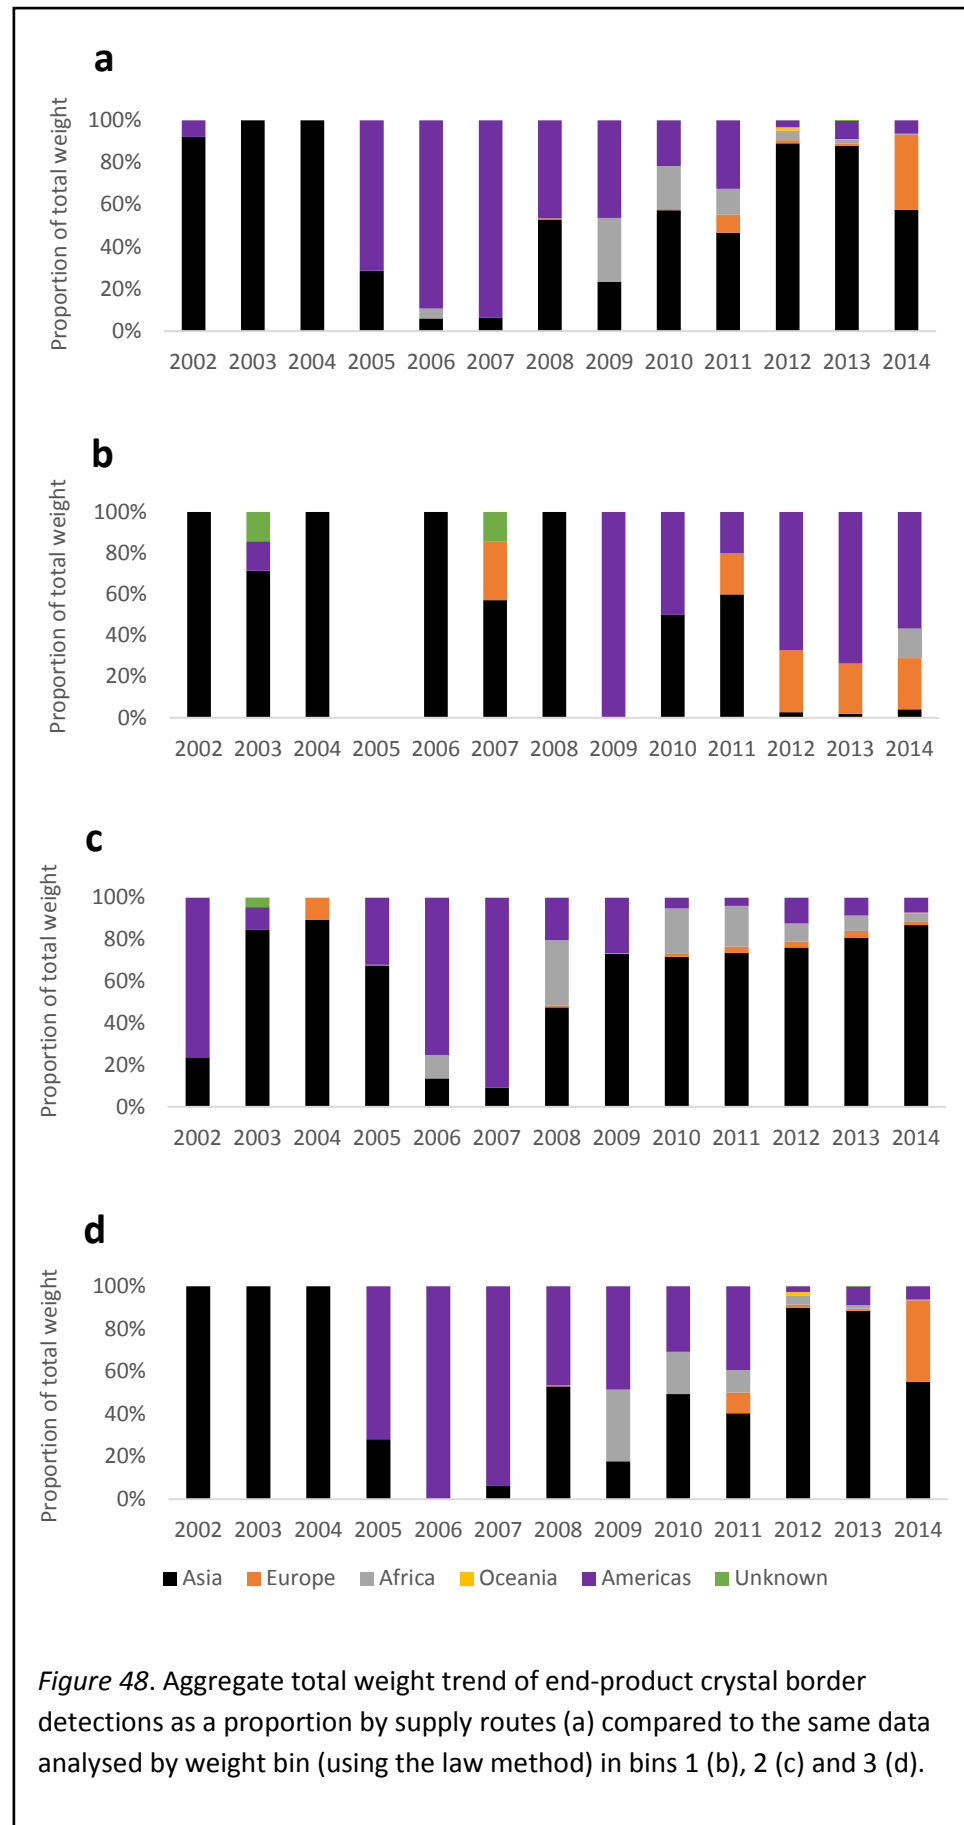 a
Proportion of total weight
100%
80%
60%
40%
20%
0%
2002 2003 2004 2005 2006 2007 2008 2009 2010 2011 2012 2013 2014
b
Proportion of total weight
100%
80%
60%
40%
20%
0%
2002 2003 2004 2005 2006 2007 2008 2009 2010 2011 2012 2013 2014
c
Proportion of total weight
100%
80%
60%
40%
20%
0%
2002 2003 2004 2005 2006 2007 2008 2009 2010 2011 2012 2013 2014
d
Proportion of total weight
100%
80%
60%
40%
20%
0%
2002 2003 2004 2005 2006 2007 2008 2009 2010 2011 2012 2013 2014
Asia Europe Africa Oceania Americas Unknown
Figure 48. Aggregate total weight trend of end-product crystal border
detections as a proportion by supply routes (a) compared to the same data
analysed by weight bin (using the law method) in bins 1 (b), 2 (c) and 3 (d).